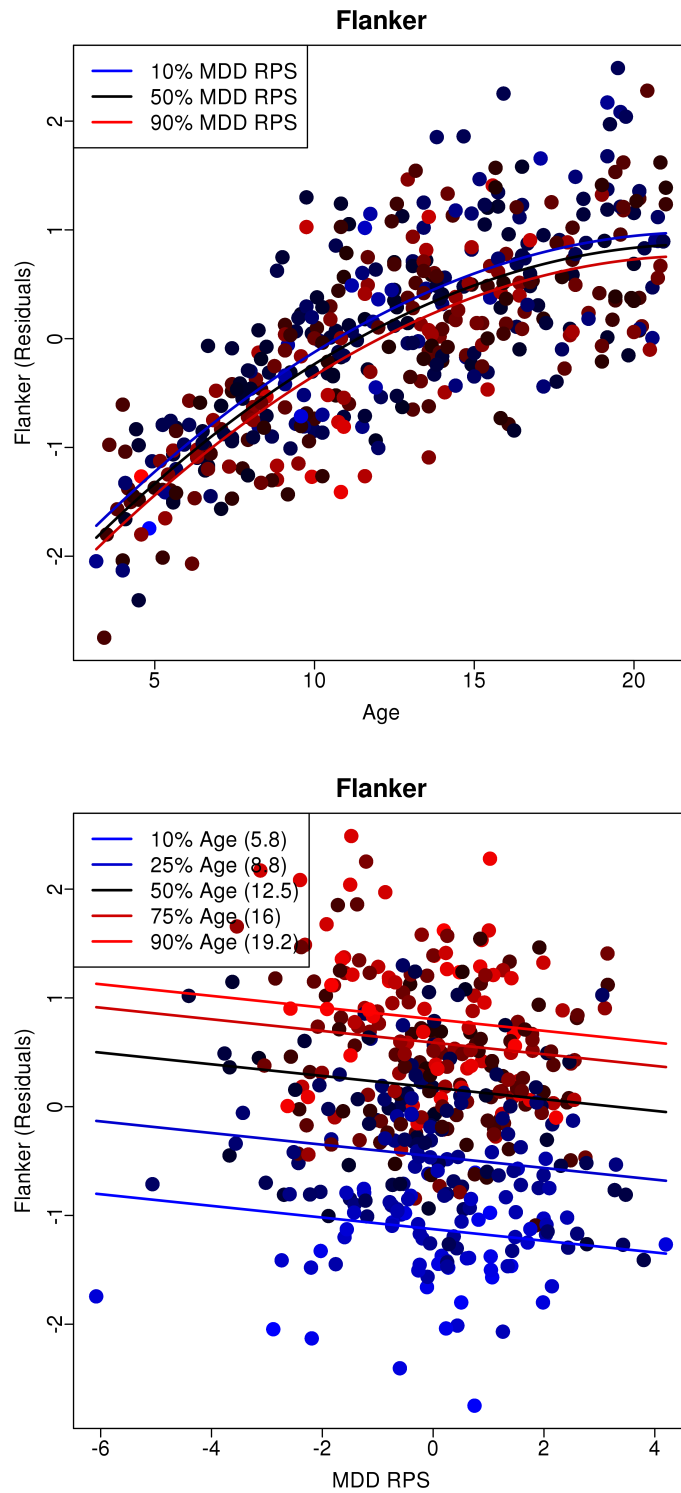 Flanker
10% MDD RPS
50% MDD RPS
90% MDD RPS
Flanker (Residuals)
2
1
0
-1
-2
5 10 15 20
Age
Flanker
10% Age (5.8)
25% Age (8.8)
50% Age (12.5)
75% Age (16)
90% Age (19.2)
Flanker (Residuals)
2
1
0
-1
-2
-6 -4 -2 0 2 4
MDD RPS